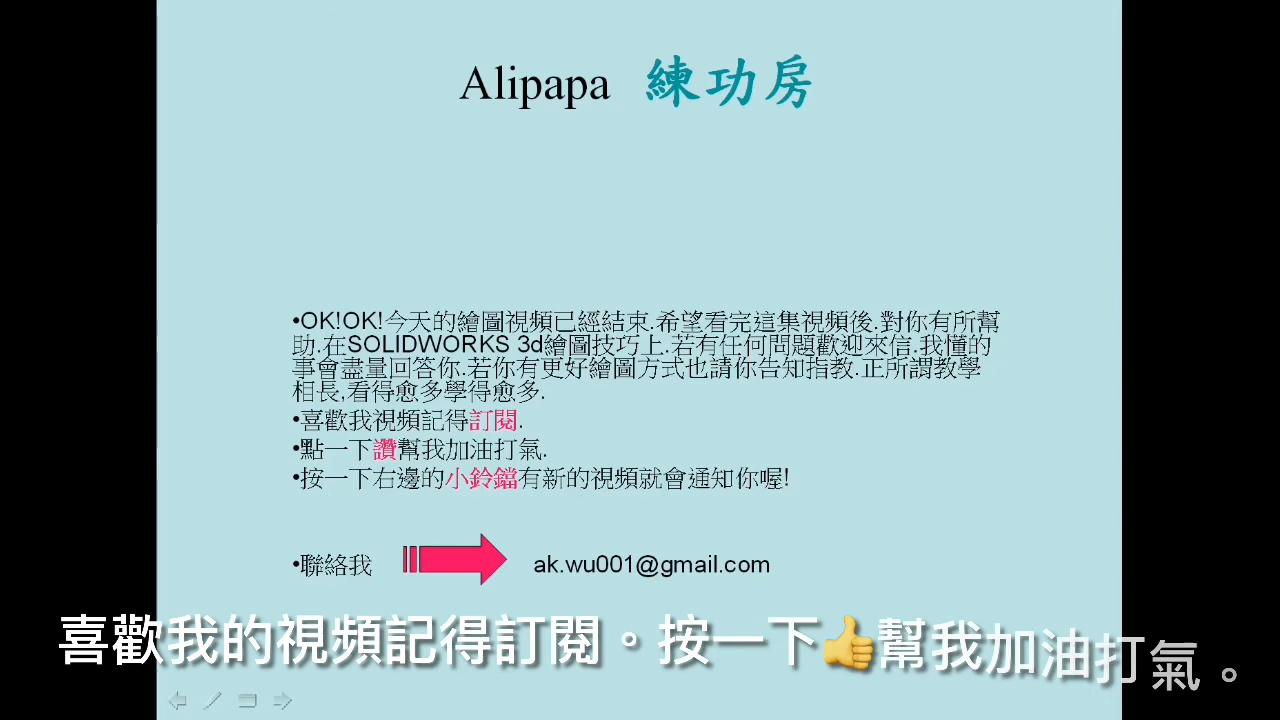 Alipapa 練功房
•OK!OK!今天的繪圖視頻已經結束.希望看完這集視頻後.對你有所幫
助.在SOLIDWORKS 3d繪圖技巧上.若有任何問題歡迎來信.我懂的
事會盡量回答你.若你有更好繪圖方式也請你告知指教.正所謂教學
相長,看得愈多學得愈多.
•喜歡我視頻記得訂閱.
•點一下讚幫我加油打氣.
•按一下右邊的小鈴鐺有新的視頻就會通知你喔!
•聯絡我 ak.wu001@gmail.com
喜歡我的視頻記得訂閱。按一下👍幫我加油打氣。